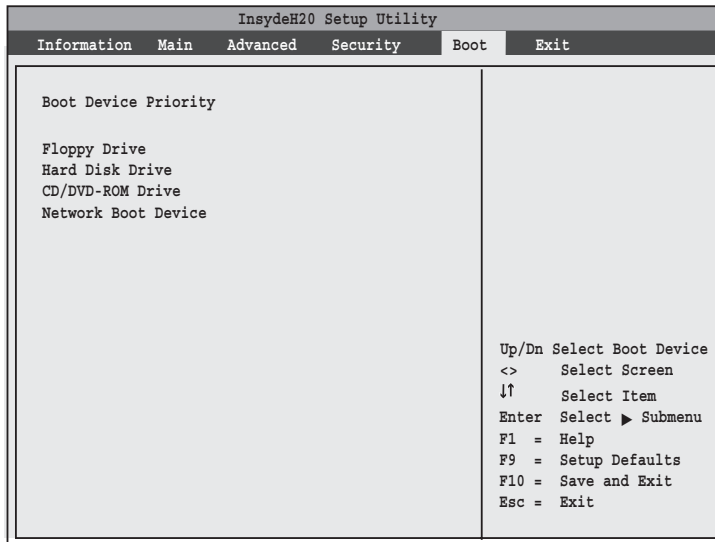 InsydeH20 Setup Utility
Information Main Advanced Security Boot Exit
Boot Device Priority
Floppy Drive
Hard Disk Drive
CD/DVD-ROM Drive
Network Boot Device
Up/Dn Select Boot Device
<> Select Screen
↓↑ Select Item
Enter Select ▶ Submenu
F1 = Help
F9 = Setup Defaults
F10 = Save and Exit
Esc = Exit